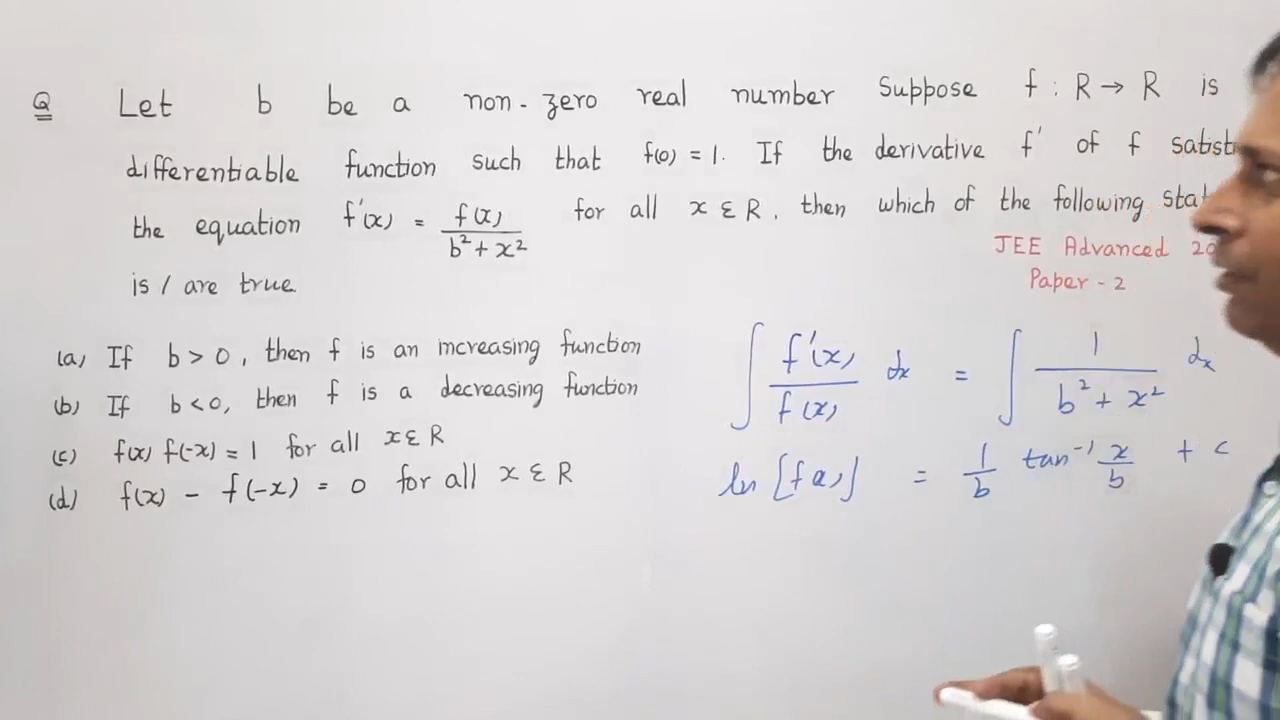 Q Let b be a non-zero real number Suppose f : R → R is
differentiable function such that f(0) = 1. If the derivative f' of f
the equation f'(x) = f(x) / b² + x² for all x ε R, then which of the following
JEE Advanced
Paper - 2
is / are true
(a) If b > 0, then f is an increasing function
(b) If b < 0, then f is a decreasing function
(c) f(x) f(-x) = 1 for all x ε R
(d) f(x) - f(-x) = 0 for all x ε R
∫ f'(x) / f(x) dx = ∫ 1 / b² + x² dx
ln [f(x)] = 1/b tan⁻¹ x/b + c